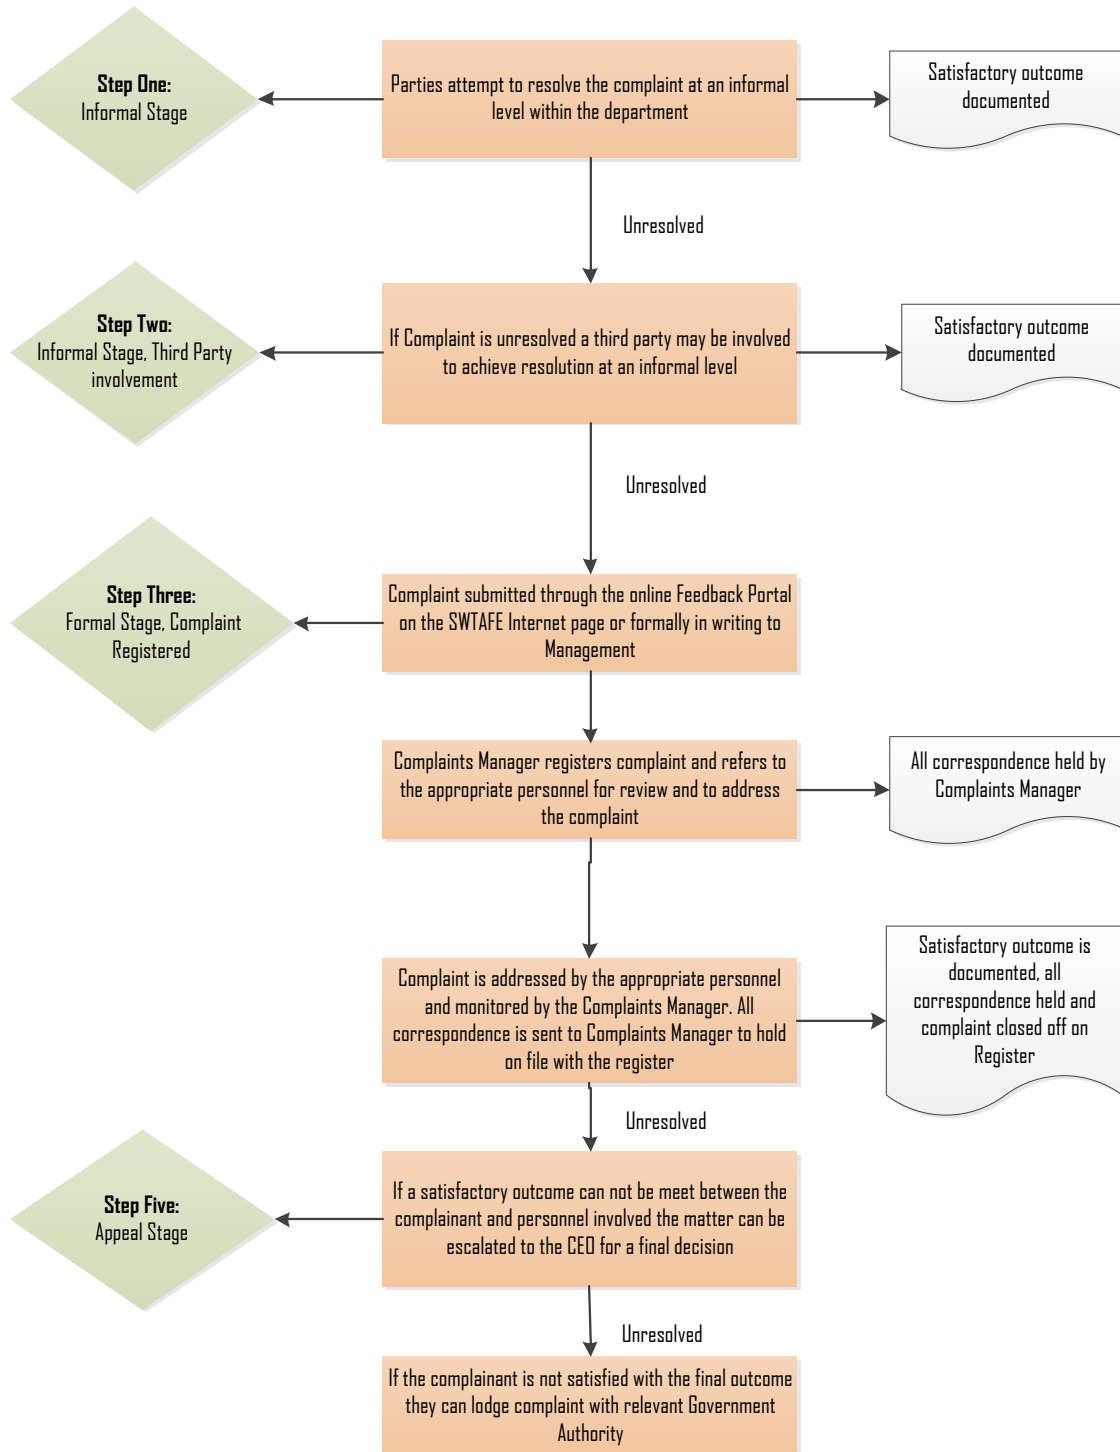 Step One:
Informal Stage
Parties attempt to resolve the complaint at an informal
level within the department
Satisfactory outcome
documented
Unresolved
Step Two:
Informal Stage, Third Party
involvement
If Complaint is unresolved a third party may be involved
to achieve resolution at an informal level
Satisfactory outcome
documented
Unresolved
Step Three:
Formal Stage, Complaint
Registered
Complaint submitted through the online Feedback Portal
on the SWTAFE Internet page or formally in writing to
Management
Complaints Manager registers complaint and refers to
the appropriate personnel for review and to address
the complaint
All correspondence held by
Complaints Manager
Complaint is addressed by the appropriate personnel
and monitored by the Complaints Manager. All
correspondence is sent to Complaints Manager to hold
on file with the register
Satisfactory outcome is
documented, all
correspondence held and
complaint closed off on
Register
Unresolved
Step Five:
Appeal Stage
If a satisfactory outcome can not be meet between the
complainant and personnel involved the matter can be
escalated to the CEO for a final decision
Unresolved
If the complainant is not satisfied with the final outcome
they can lodge complaint with relevant Government
Authority